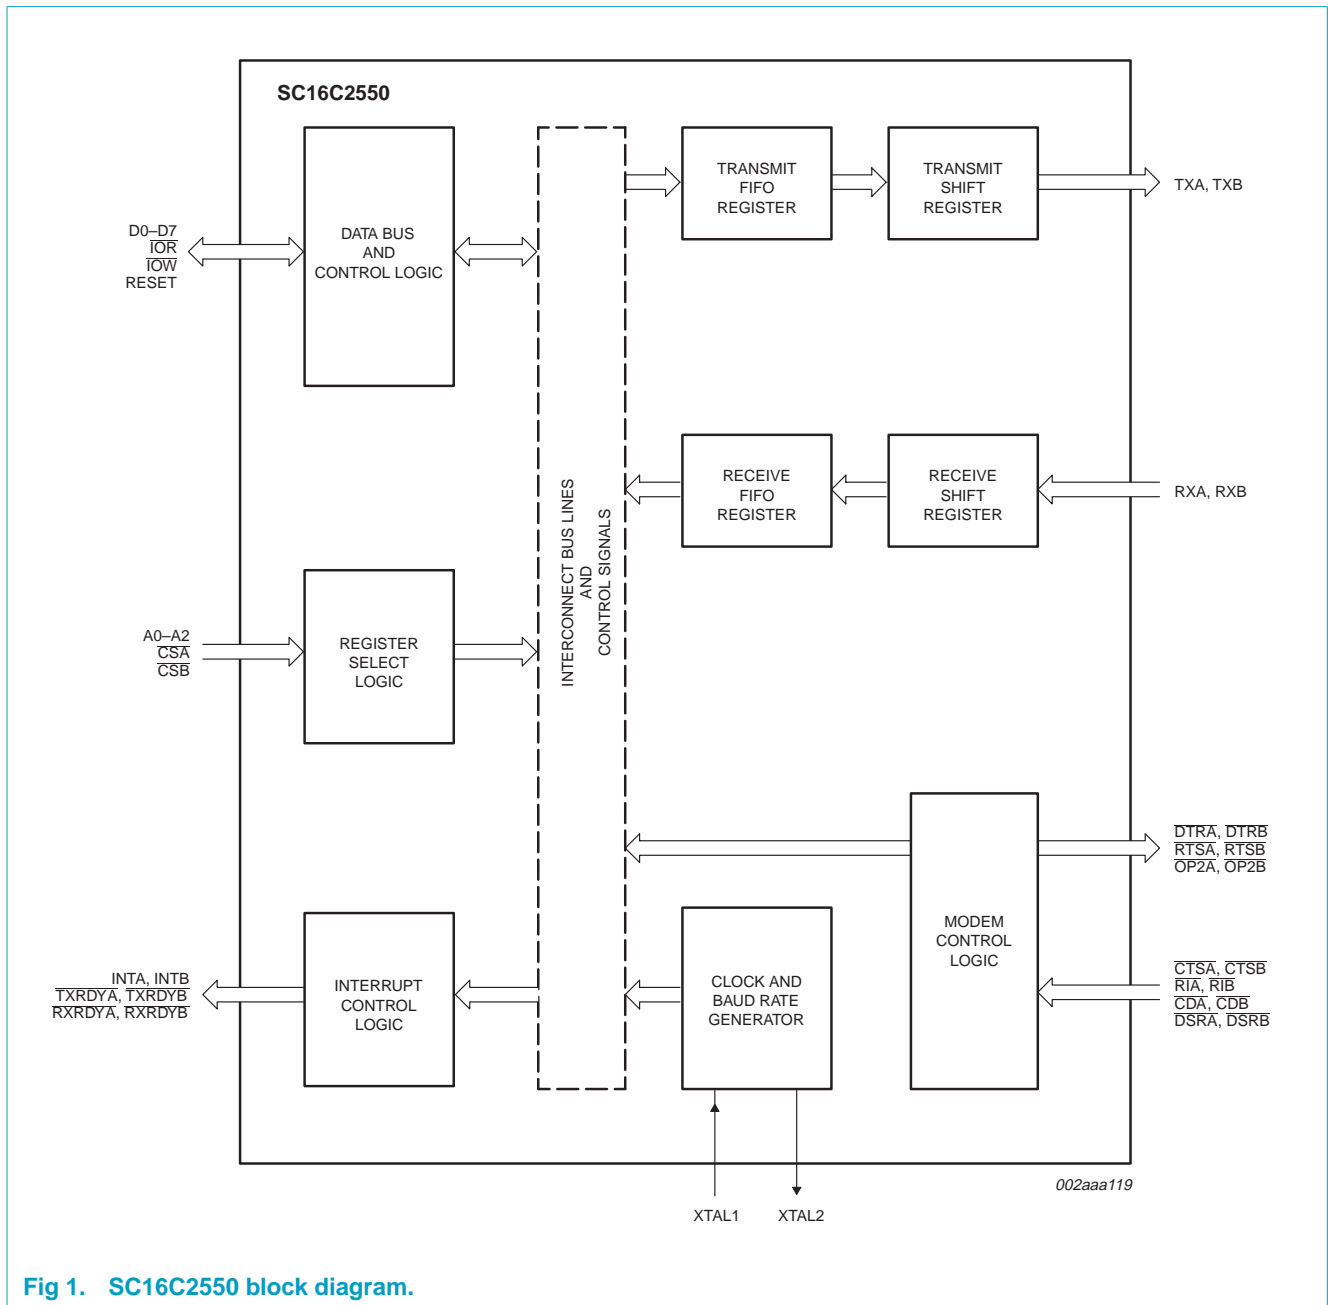 SC16C2550
D0–D7
IOR
IOW
RESET
DATA BUS
AND
CONTROL LOGIC
TRANSMIT
FIFO
REGISTER
TRANSMIT
SHIFT
REGISTER
TXA, TXB
INTERCONNECT BUS LINES
AND
CONTROL SIGNALS
RECEIVE
FIFO
REGISTER
RECEIVE
SHIFT
REGISTER
RXA, RXB
A0–A2
CSA
CSB
REGISTER
SELECT
LOGIC
DTRA, DTRB
RTSA, RTSB
OP2A, OP2B
MODEM
CONTROL
LOGIC
CTSA, CTSB
RIA, RIB
CDA, CDB
DSRA, DSRB
INTA, INTB
TXRDYA, TXRDYB
RXRDYA, RXRDYB
INTERRUPT
CONTROL
LOGIC
CLOCK AND
BAUD RATE
GENERATOR
XTAL1
XTAL2
002aaa119
Fig 1. SC16C2550 block diagram.